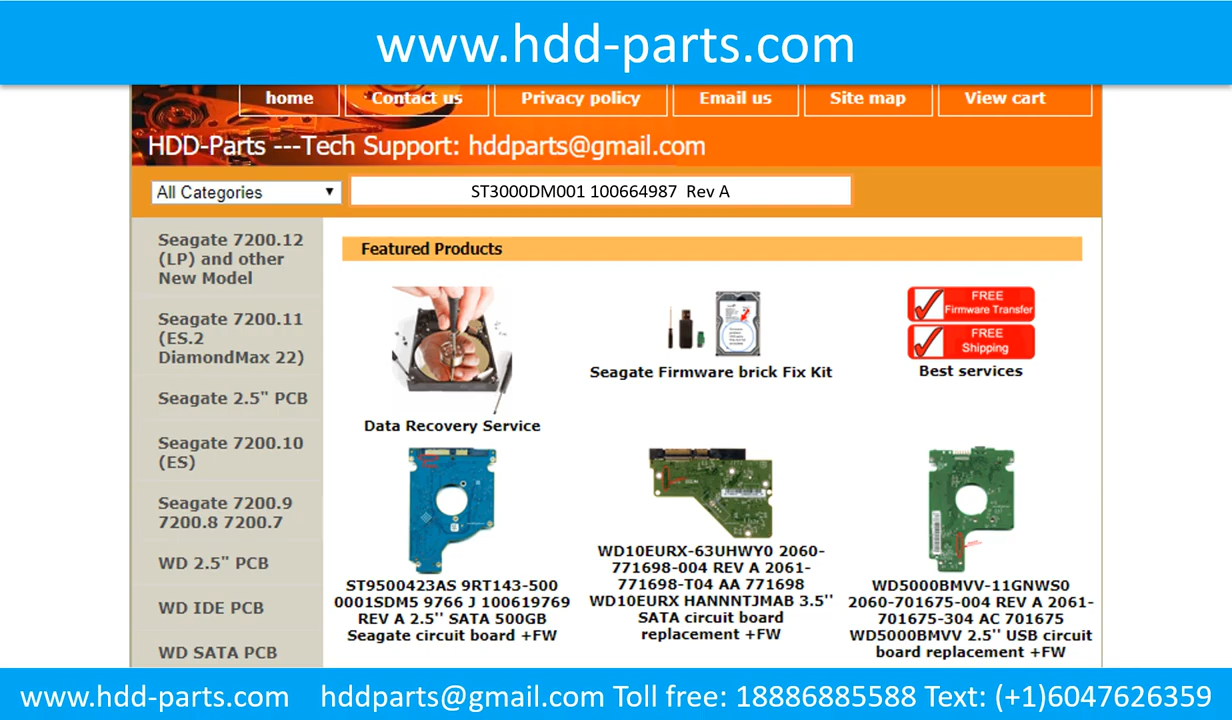 www.hdd-parts.com
home Contact us Privacy policy Email us Site map View cart
HDD-Parts ---Tech Support: hddparts@gmail.com
All Categories ST3000DM001 100664987 Rev A
Seagate 7200.12
(LP) and other
New Model
Seagate 7200.11
(ES.2
DiamondMax 22)
Seagate 2.5" PCB
Seagate 7200.10
(ES)
Seagate 7200.9
7200.8 7200.7
WD 2.5" PCB
WD IDE PCB
WD SATA PCB
Featured Products
Data Recovery Service
Seagate Firmware brick Fix Kit
FREE
Firmware Transfer
FREE
Shipping
Best services
ST9500423AS 9RT143-500
0001SDM5 9766 J 100619769
REV A 2.5'' SATA 500GB
Seagate circuit board +FW
WD10EURX-63UHWY0 2060-
771698-004 REV A 2061-
771698-T04 AA 771698
WD10EURX HANNNTJMAB 3.5''
SATA circuit board
replacement +FW
WD5000BMVV-11GNWS0
2060-701675-004 REV A 2061-
701675-304 AC 701675
WD5000BMVV 2.5'' USB circuit
board replacement +FW
www.hdd-parts.com hddparts@gmail.com Toll free: 18886885588 Text: (+1)6047626359